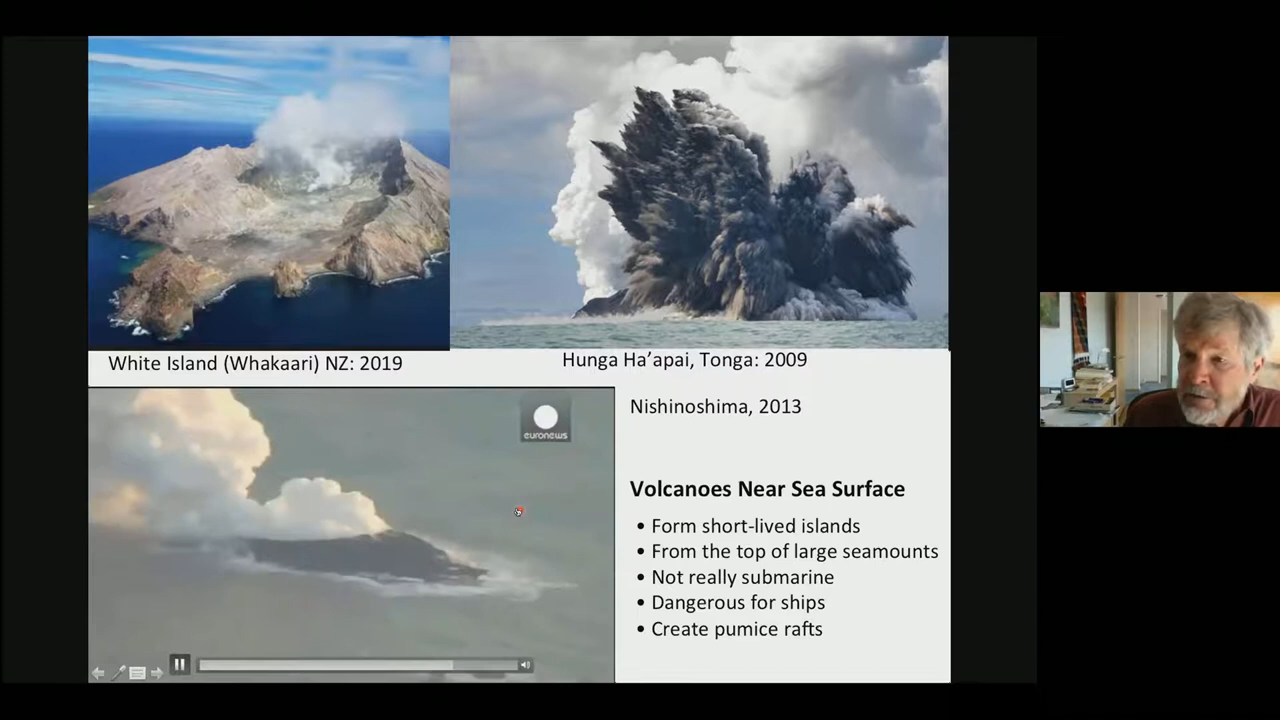 White Island (Whakaari) NZ: 2019
Hunga Ha’apai, Tonga: 2009
euronews
Nishinoshima, 2013
Volcanoes Near Sea Surface
• Form short-lived islands
• From the top of large seamounts
• Not really submarine
• Dangerous for ships
• Create pumice rafts